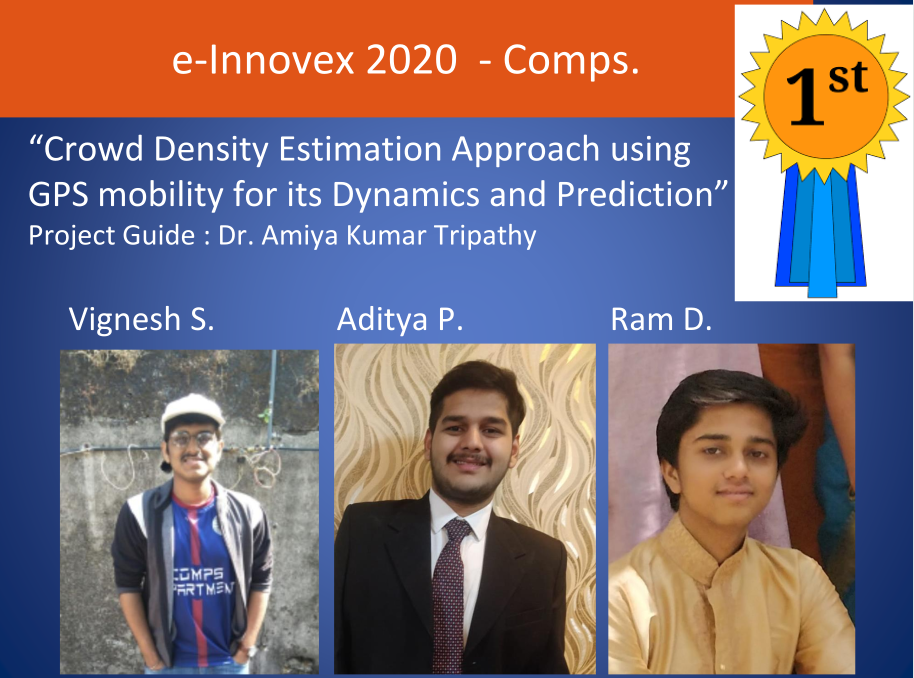 e-Innovex 2020 - Comps.
1st
“Crowd Density Estimation Approach using
GPS mobility for its Dynamics and Prediction”
Project Guide : Dr. Amiya Kumar Tripathy
Vignesh S.
Aditya P.
Ram D.
COMPS
PARTMEN